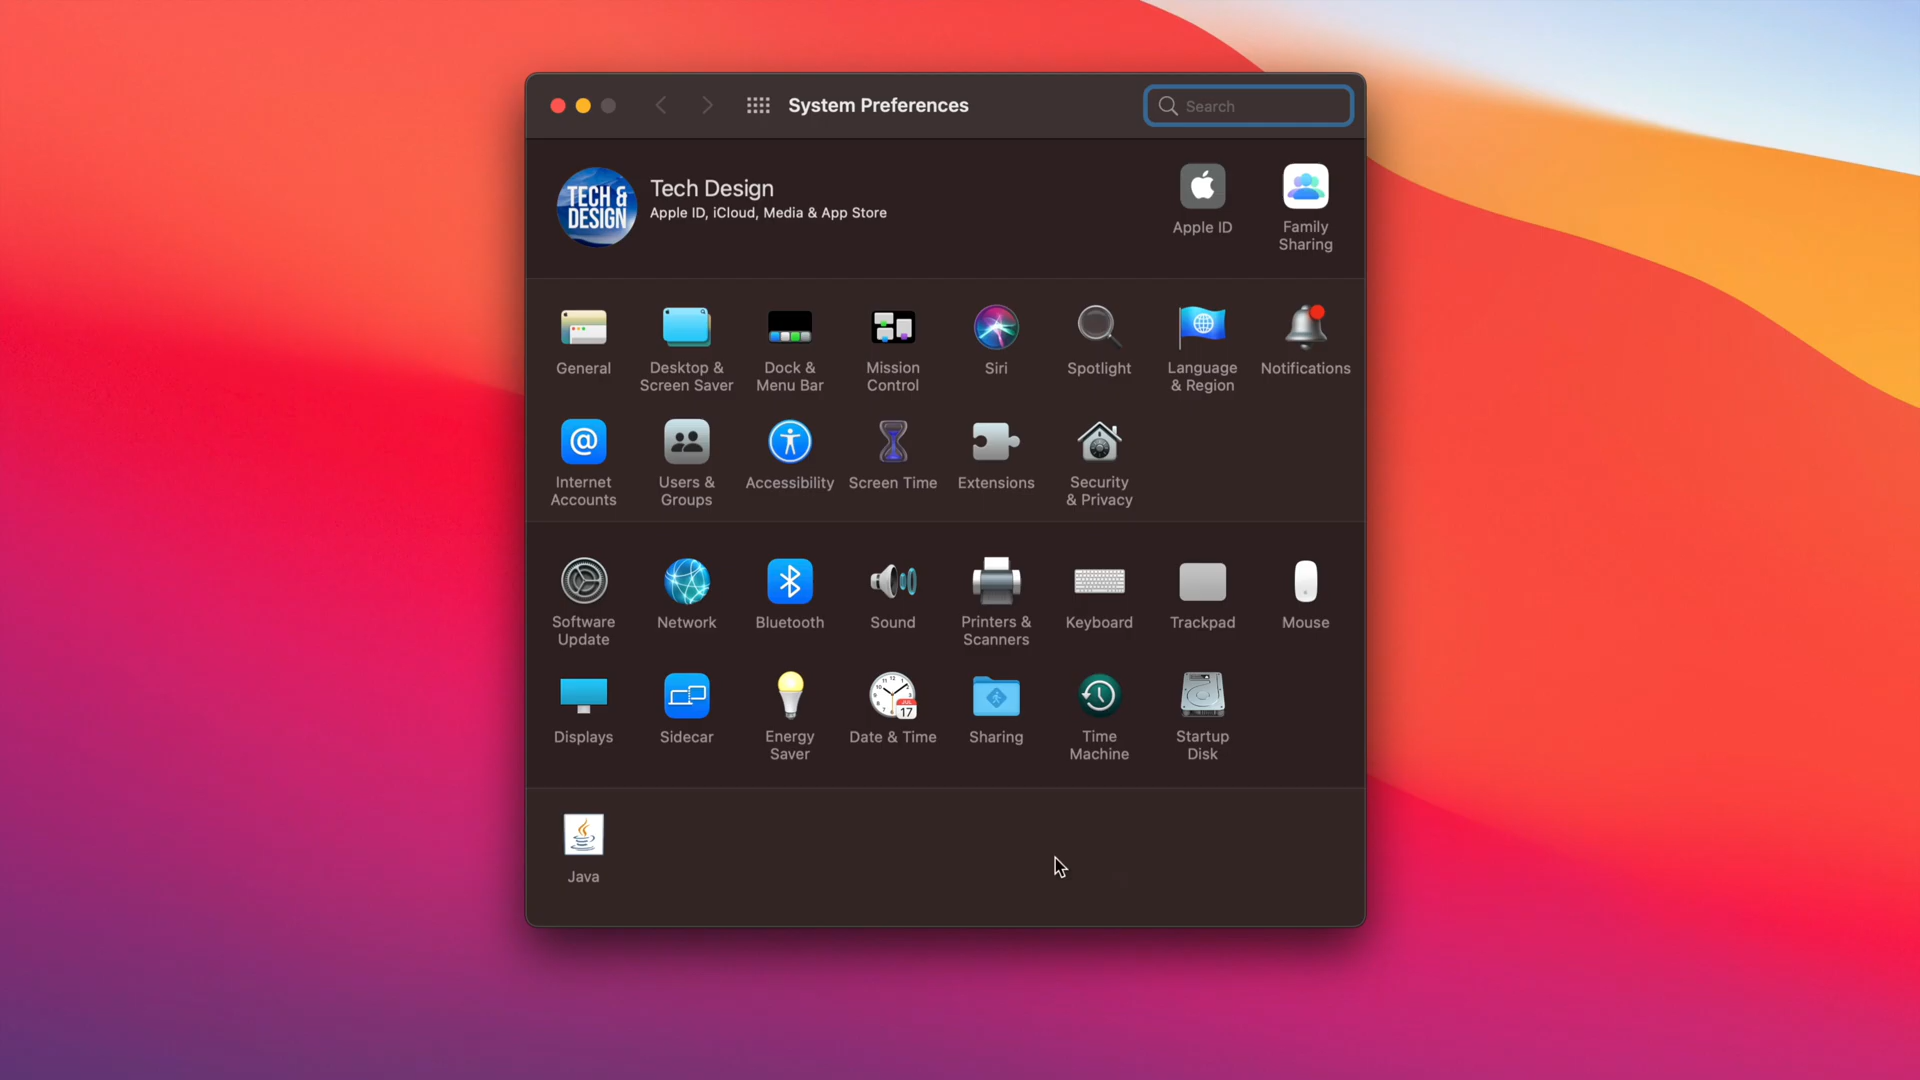 System Preferences
Search
TECH &
DESIGN
Tech Design
Apple ID, iCloud, Media & App Store
Apple ID
Family
Sharing
General
Desktop &
Screen Saver
Dock &
Menu Bar
Mission
Control
Siri
Spotlight
Language
& Region
Notifications
Internet
Accounts
Users &
Groups
Accessibility
Screen Time
Extensions
Security
& Privacy
Software
Update
Network
Bluetooth
Sound
Printers &
Scanners
Keyboard
Trackpad
Mouse
Displays
Sidecar
Energy
Saver
JUL
17
Date & Time
Sharing
Time
Machine
Startup
Disk
Java